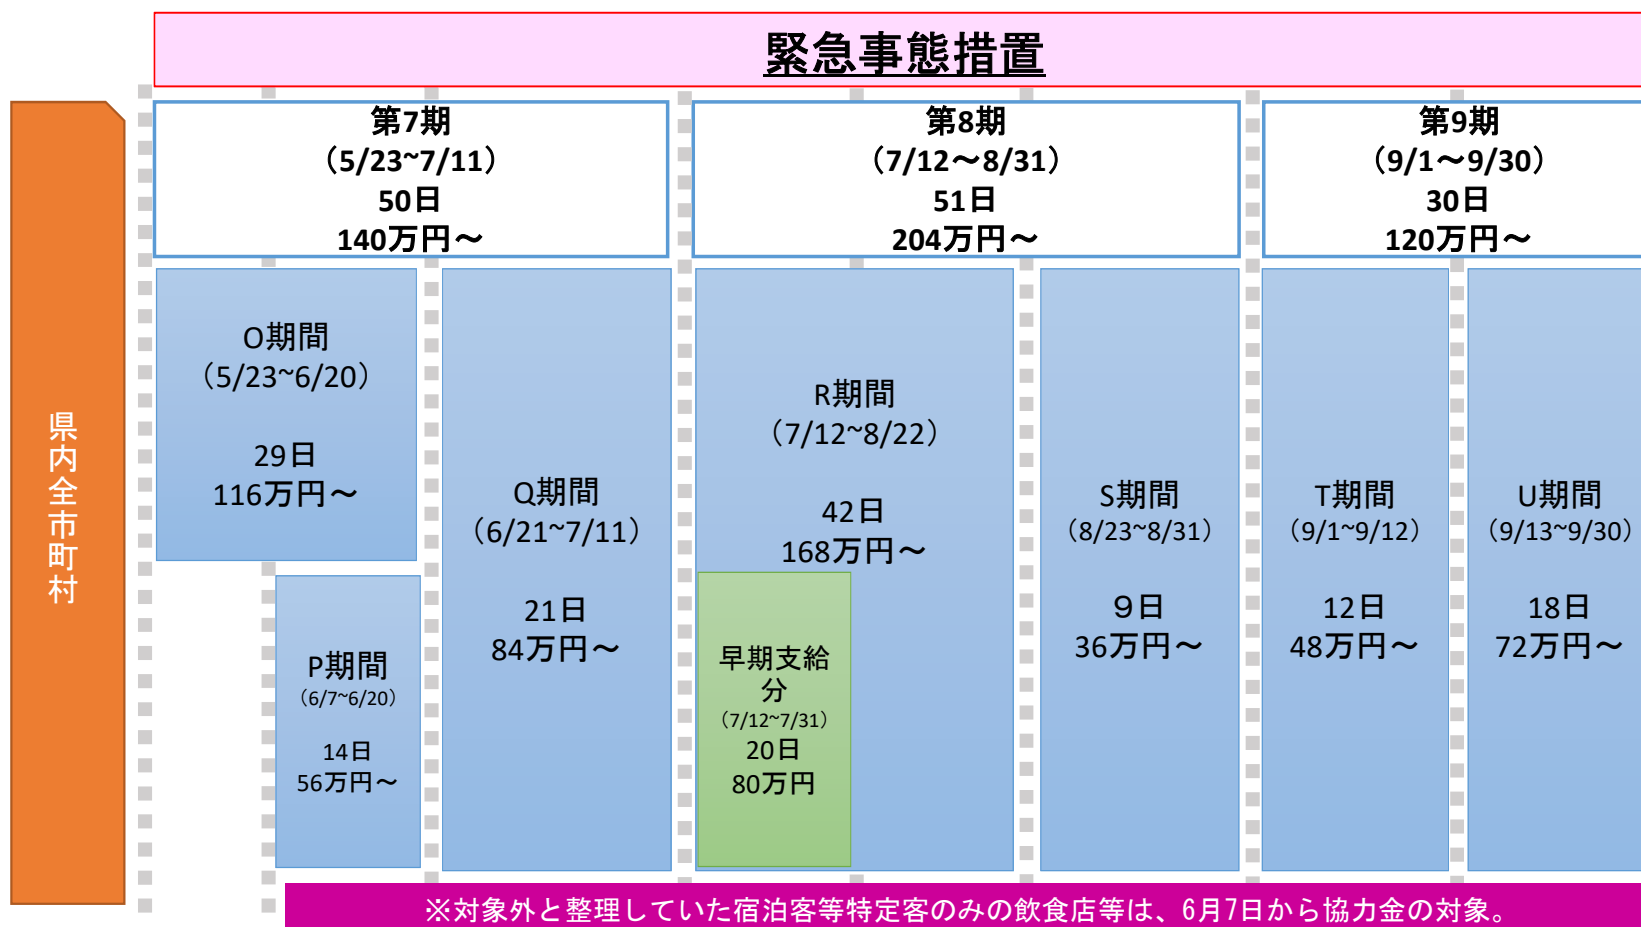 緊急事態措置
県内全市町村
第7期
（5/23~7/11）
50日
140万円～
第8期
（7/12～8/31）
51日
204万円～
第9期
（9/1～9/30）
30日
120万円～
O期間
（5/23~6/20）
29日
116万円～
P期間
（6/7~6/20）
14日
56万円～
Q期間
（6/21~7/11）
21日
84万円～
R期間
（7/12~8/22）
42日
168万円～
早期支給
分
（7/12~7/31）
20日
80万円
S期間
（8/23~8/31）
９日
36万円～
T期間
（9/1~9/12）
12日
48万円～
U期間
（9/13~9/30）
18日
72万円～
※対象外と整理していた宿泊客等特定客のみの飲食店等は、6月7日から協力金の対象。